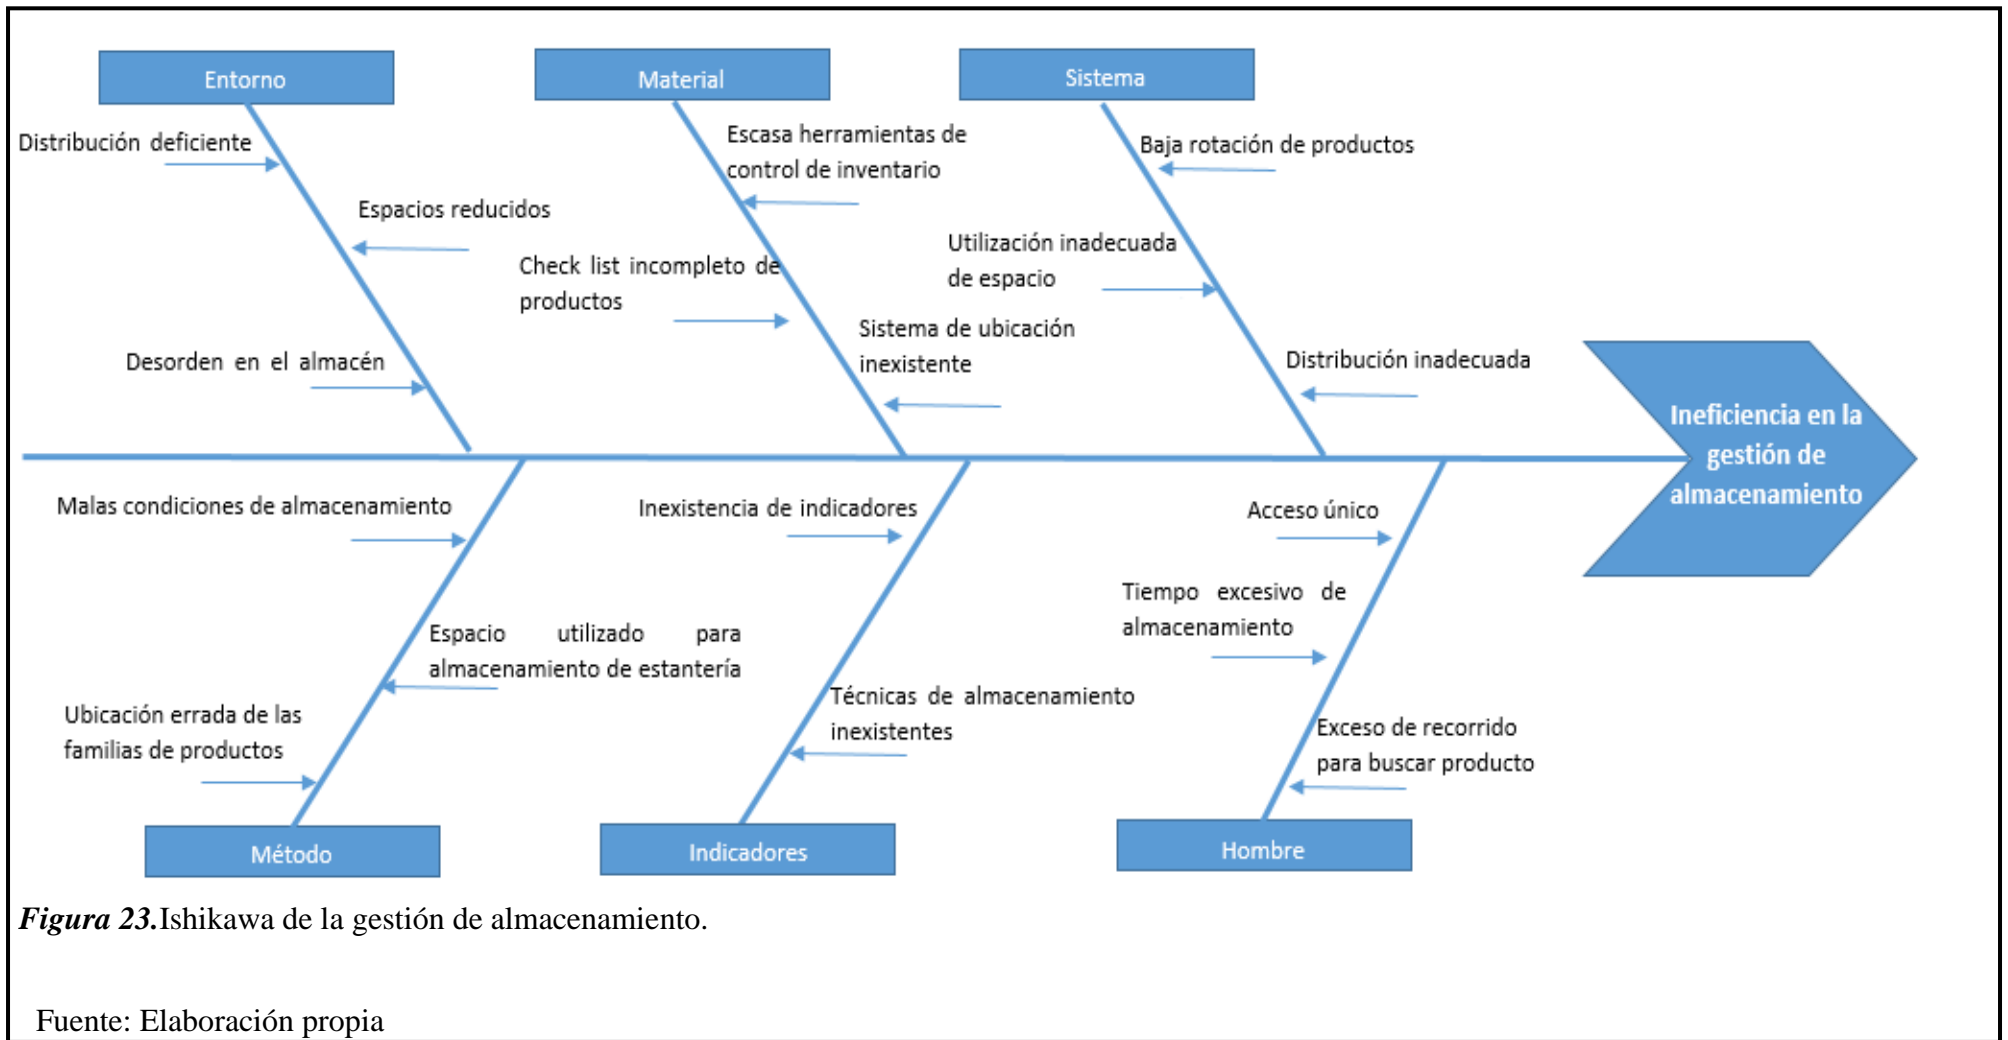 Entorno
Material
Sistema
Distribución deficiente
Espacios reducidos
Desorden en el almacén
Escasa herramientas de
control de inventario
Check list incompleto de
productos
Sistema de ubicación
inexistente
Baja rotación de productos
Utilización inadecuada
de espacio
Distribución inadecuada
Ineficiencia en la
gestión de
almacenamiento
Malas condiciones de almacenamiento
Espacio utilizado para
almacenamiento de estantería
Ubicación errada de las
familias de productos
Inexistencia de indicadores
Técnicas de almacenamiento
inexistentes
Acceso único
Tiempo excesivo de
almacenamiento
Exceso de recorrido
para buscar producto
Método
Indicadores
Hombre
Figura 23.Ishikawa de la gestión de almacenamiento.
Fuente: Elaboración propia